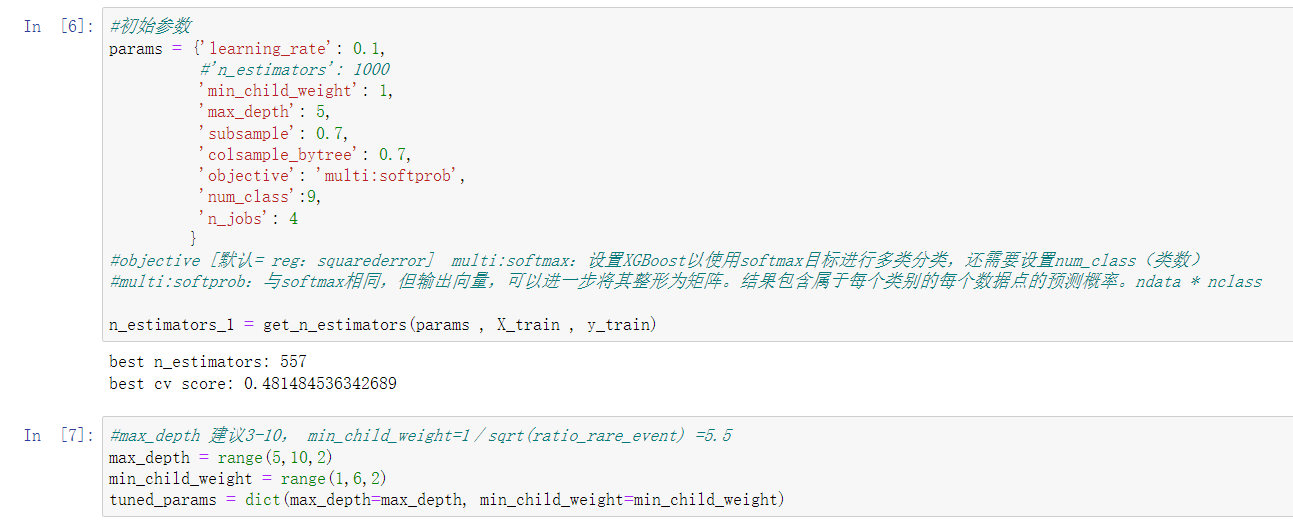 In [6]: #初始参数
params = {'learning_rate': 0.1,
#'n_estimators': 1000
'min_child_weight': 1,
'max_depth': 5,
'subsample': 0.7,
'colsample_bytree': 0.7,
'objective': 'multi:softprob',
'num_class':9,
'n_jobs': 4
}
#objective [默认= reg：squarederror]  multi:softmax：设置XGBoost以使用softmax目标进行多类分类，还需要设置num_class（类数）
#multi:softprob：与softmax相同，但输出向量，可以进一步将其整形为矩阵。结果包含属于每个类别的每个数据点的预测概率。ndata * nclass
n_estimators_1 = get_n_estimators(params , X_train , y_train)
best n_estimators: 557
best cv score: 0.481484536342689
In [7]: #max_depth 建议3-10， min_child_weight=1／sqrt(ratio_rare_event) =5.5
max_depth = range(5,10,2)
min_child_weight = range(1,6,2)
tuned_params = dict(max_depth=max_depth, min_child_weight=min_child_weight)